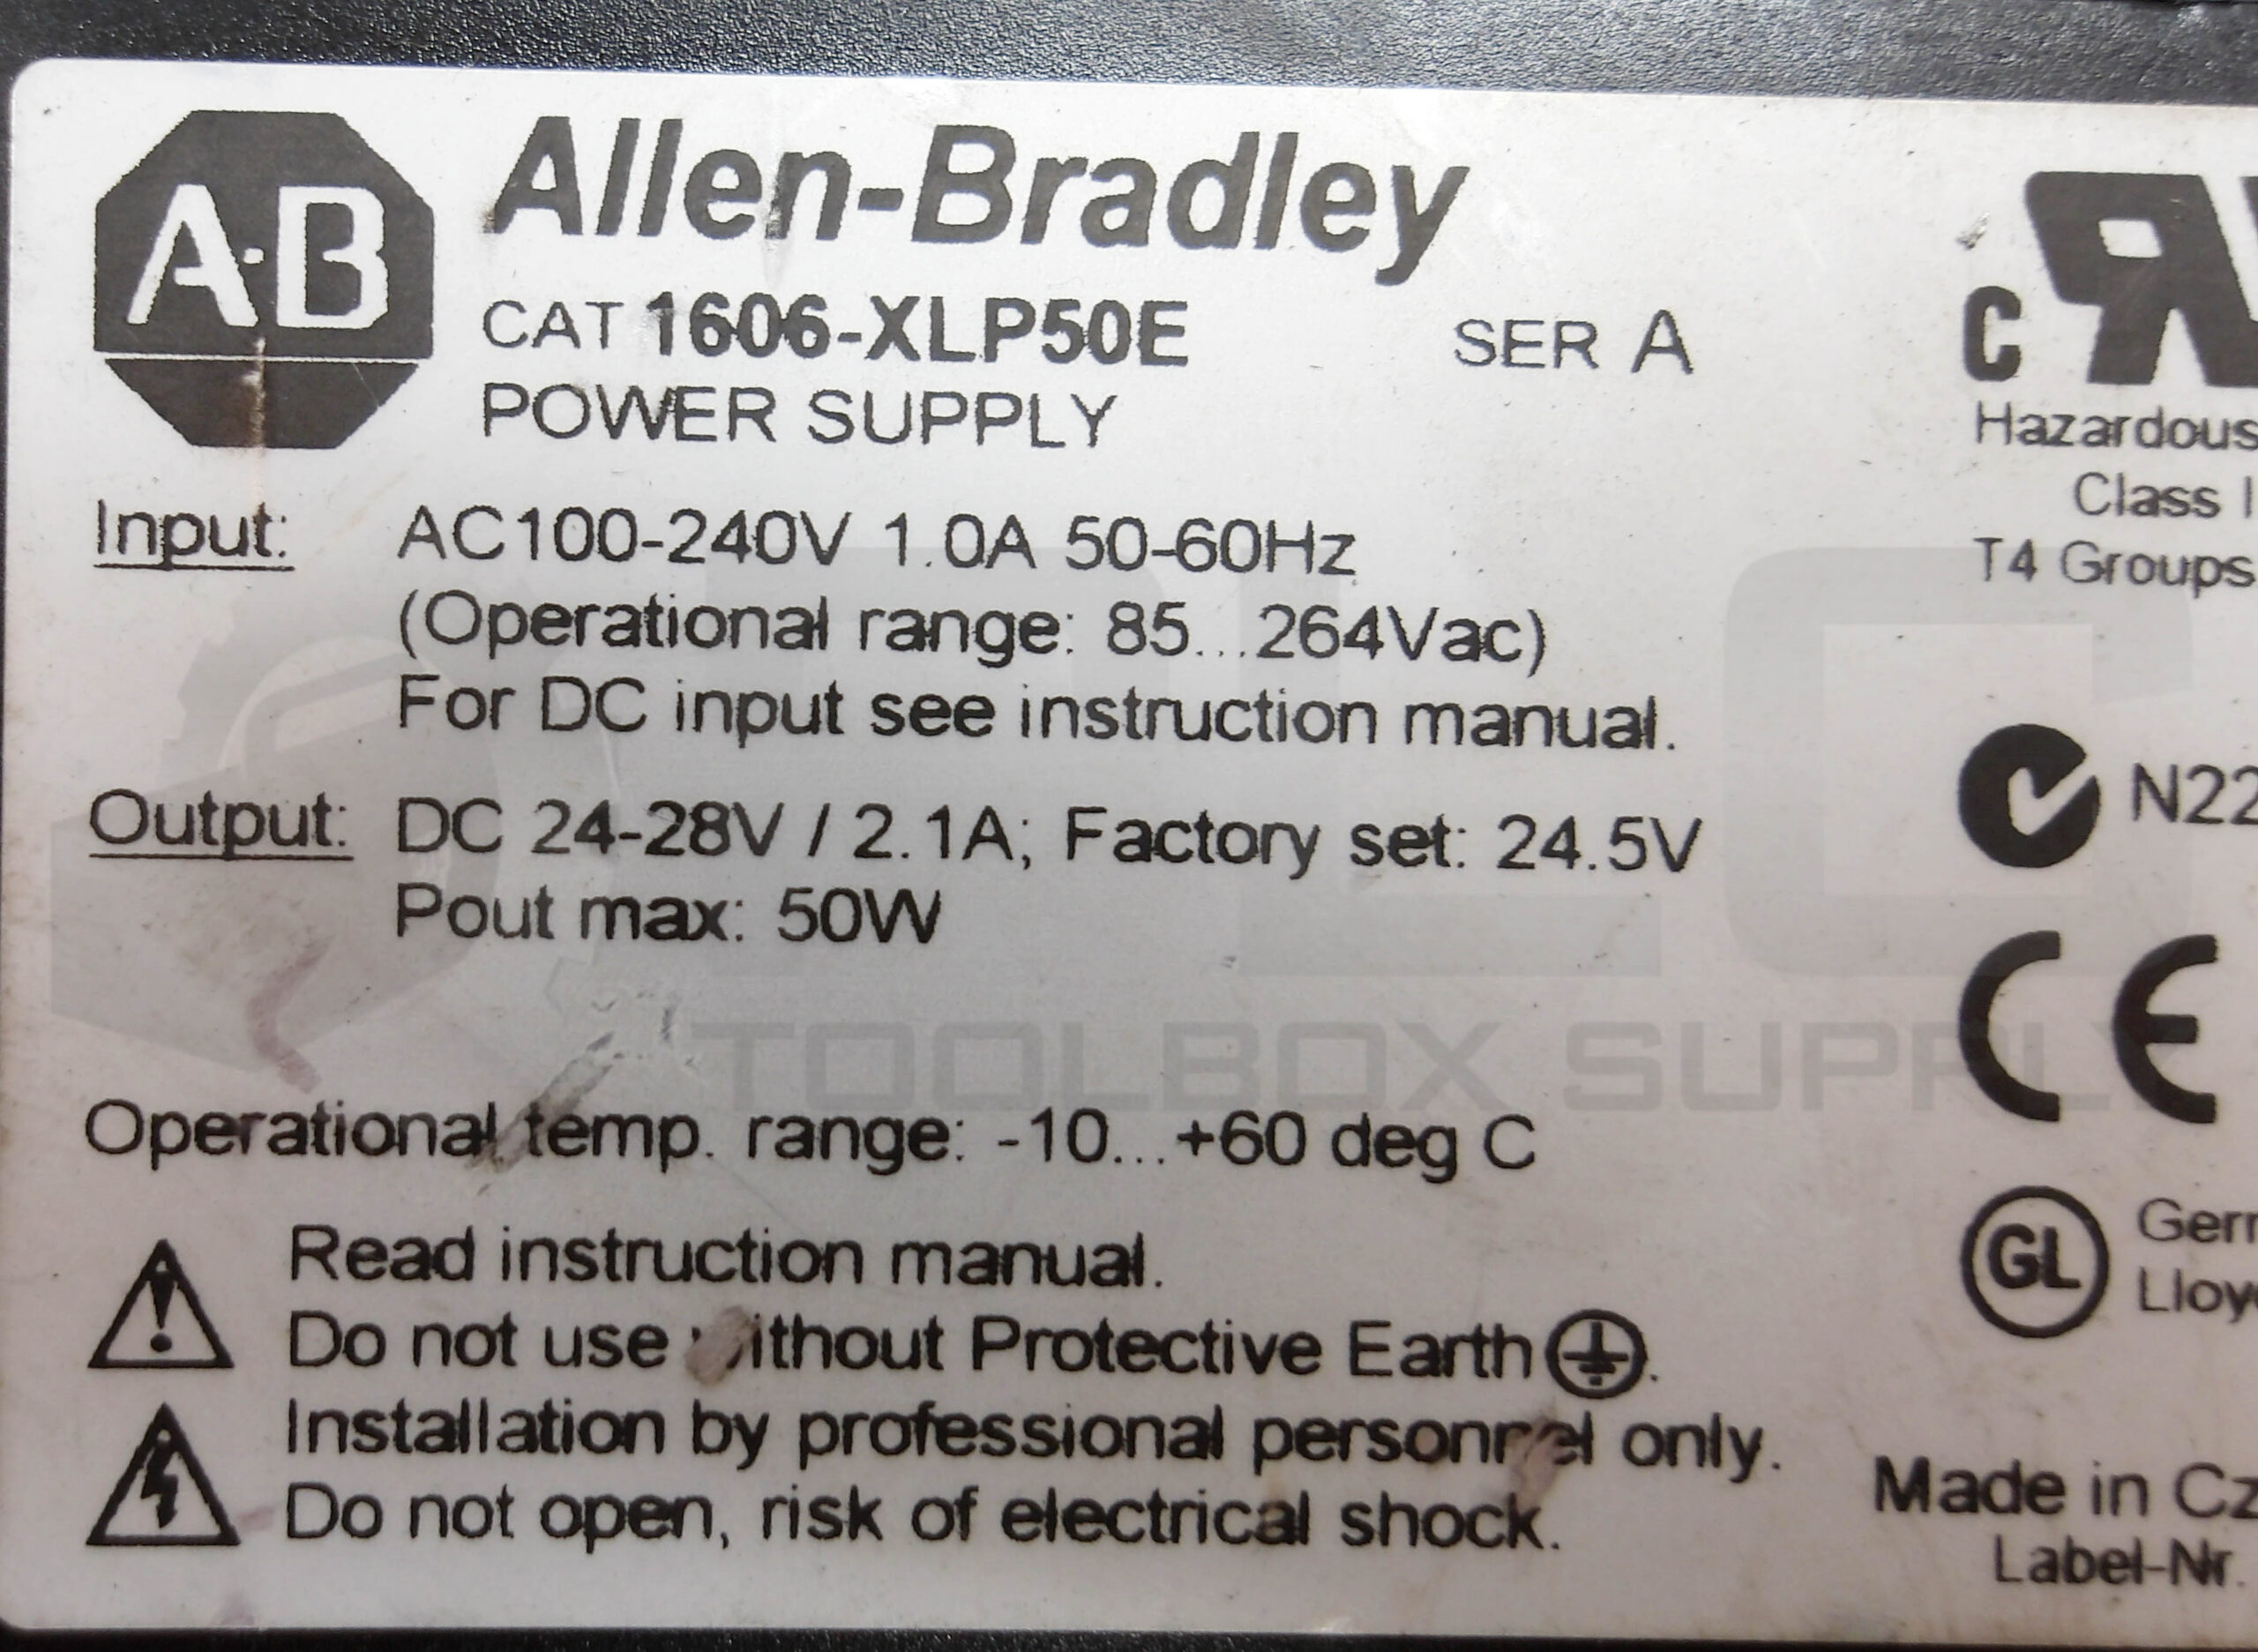 A-B Allen-Bradley
CAT 1606-XLP50E SER A
POWER SUPPLY
Input: AC100-240V 1.0A 50-60Hz
(Operational range: 85...264Vac)
For DC input see instruction manual.
Output: DC 24-28V / 2.1A; Factory set: 24.5V
Pout max: 50W
Operational temp. range: -10...+60 deg C
Read instruction manual.
Do not use without Protective Earth.
Installation by professional personnel only.
Do not open, risk of electrical shock.
C
Hazardous
Class I
T4 Groups
N22
CE
GL
Made in Cz
Label-Nr.
PLC
TOOLBOX SUPPLY